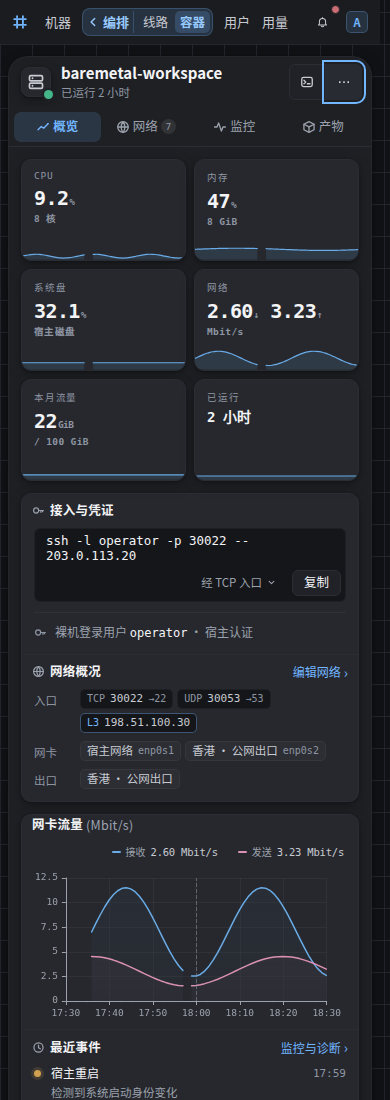 机器 编排 线路 容器 用户 用量 A
baremetal-workspace
已运行 2 小时
概览 网络 7 监控 产物
CPU
9.2%
8 核
内存
47%
8 GiB
系统盘
32.1%
宿主磁盘
网络
2.60↓ 3.23↑
Mbit/s
本月流量
22GiB
/ 100 GiB
已运行
2 小时
接入与凭证
ssh -l operator -p 30022 --
203.0.113.20
经 TCP 入口 复制
裸机登录用户 operator · 宿主认证
网络概况 编辑网络 ›
入口 TCP 30022 →22 UDP 30053 →53
L3 198.51.100.30
网卡 宿主网络 enp0s1 香港 · 公网出口 enp0s2
出口 香港 · 公网出口
网卡流量 (Mbit/s)
接收 2.60 Mbit/s 发送 3.23 Mbit/s
12.5
10
7.5
5
2.5
0
17:30 17:40 17:50 18:00 18:10 18:20 18:30
最近事件 监控与诊断 ›
宿主重启 17:59
检测到系统启动身份变化